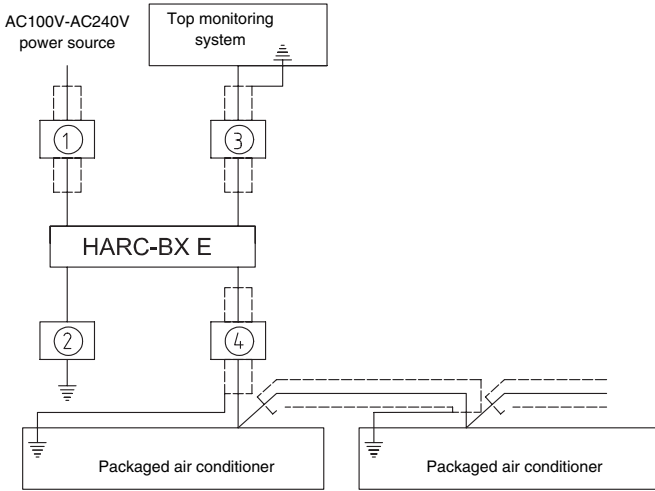 AC100V-AC240V
power source
Top monitoring
system
1
3
HARC-BX E
2
4
Packaged air conditioner
Packaged air conditioner